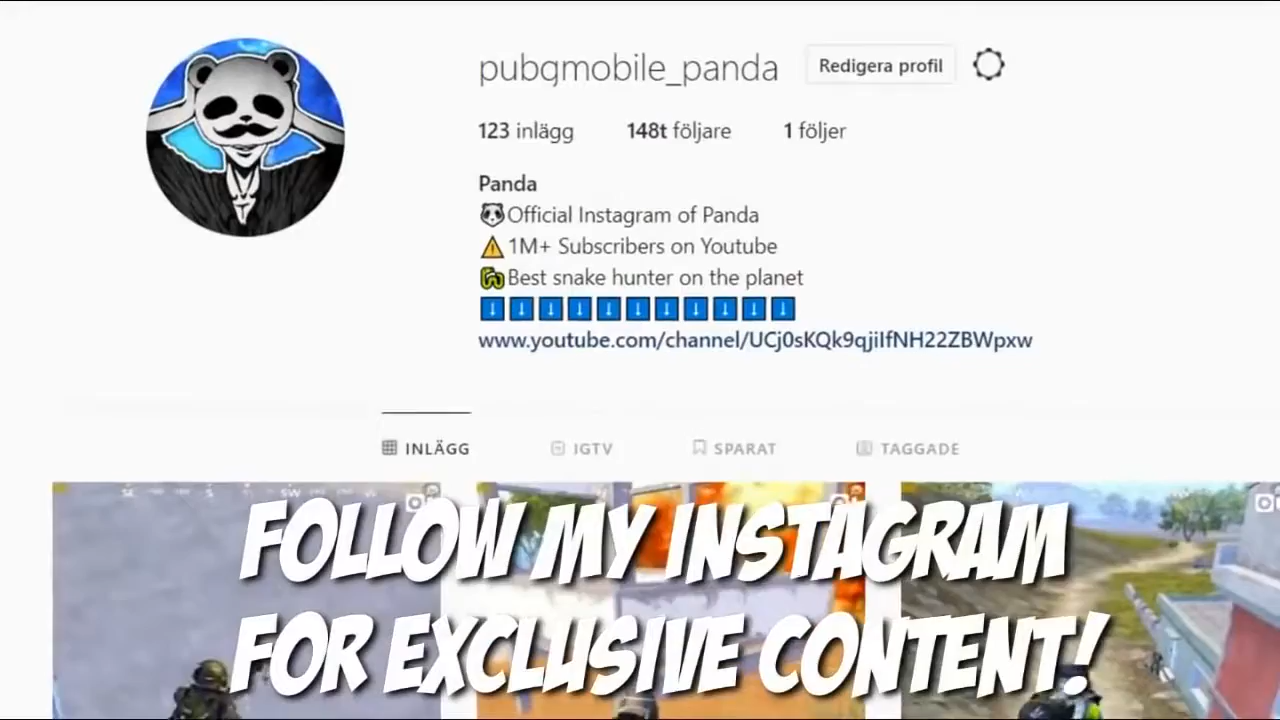 pubgmobile_panda Redigera profil
123 inlägg 148t följare 1 följer
Panda
🐼Official Instagram of Panda
⚠️1M+ Subscribers on Youtube
🐍Best snake hunter on the planet
⬇️⬇️⬇️⬇️⬇️⬇️⬇️⬇️⬇️⬇️⬇️
www.youtube.com/channel/UCj0sKQk9qjiIfNH22ZBWpxw
INLÄGG IGTV SPARAT TAGGADE
FOLLOW MY INSTAGRAM
FOR EXCLUSIVE CONTENT!